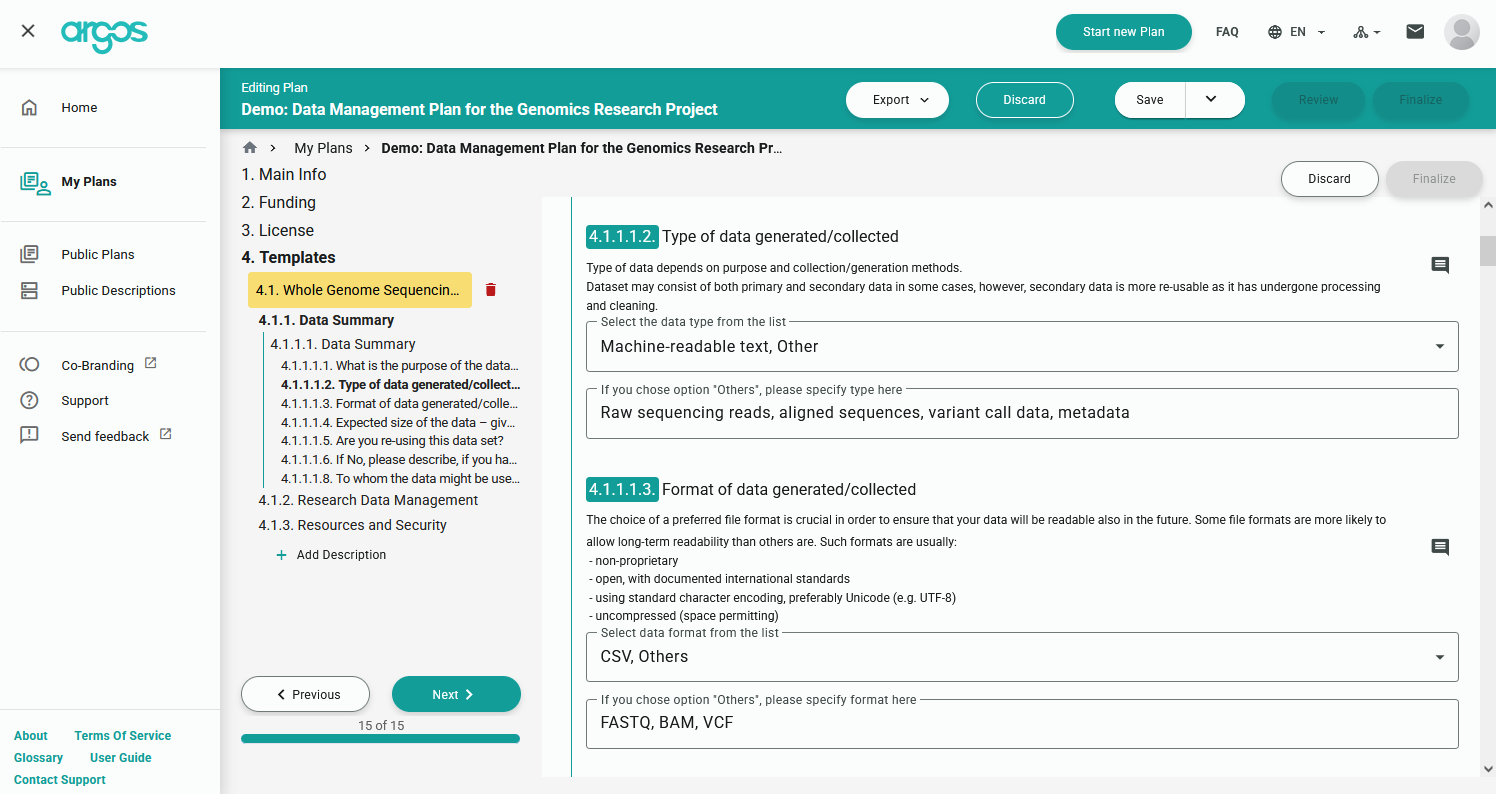 argos
Start new Plan
FAQ
EN
Home
My Plans
Public Plans
Public Descriptions
Co-Branding
Support
Send feedback
About Terms Of Service
Glossary User Guide
Contact Support
Editing Plan
Demo: Data Management Plan for the Genomics Research Project
Export
Discard
Save
Review
Finalize
My Plans Demo: Data Management Plan for the Genomics Research Pr...
Discard
Finalize
1. Main Info
2. Funding
3. License
4. Templates
4.1. Whole Genome Sequencin...
4.1.1. Data Summary
4.1.1.1. Data Summary
4.1.1.1.1. What is the purpose of the data...
4.1.1.1.2. Type of data generated/collect...
4.1.1.1.3. Format of data generated/colle...
4.1.1.1.4. Expected size of the data – giv...
4.1.1.1.5. Are you re-using this data set?
4.1.1.1.6. If No, please describe, if you ha...
4.1.1.1.8. To whom the data might be use...
4.1.2. Research Data Management
4.1.3. Resources and Security
+ Add Description
Previous
Next
15 of 15
4.1.1.1.2. Type of data generated/collected
Type of data depends on purpose and collection/generation methods.
Dataset may consist of both primary and secondary data in some cases, however, secondary data is more re-usable as it has undergone processing
and cleaning.
Select the data type from the list
Machine-readable text, Other
If you chose option "Others", please specify type here
Raw sequencing reads, aligned sequences, variant call data, metadata
4.1.1.1.3. Format of data generated/collected
The choice of a preferred file format is crucial in order to ensure that your data will be readable also in the future. Some file formats are more likely to
allow long-term readability than others are. Such formats are usually:
- non-proprietary
- open, with documented international standards
- using standard character encoding, preferably Unicode (e.g. UTF-8)
- uncompressed (space permitting)
Select data format from the list
CSV, Others
If you chose option "Others", please specify format here
FASTQ, BAM, VCF